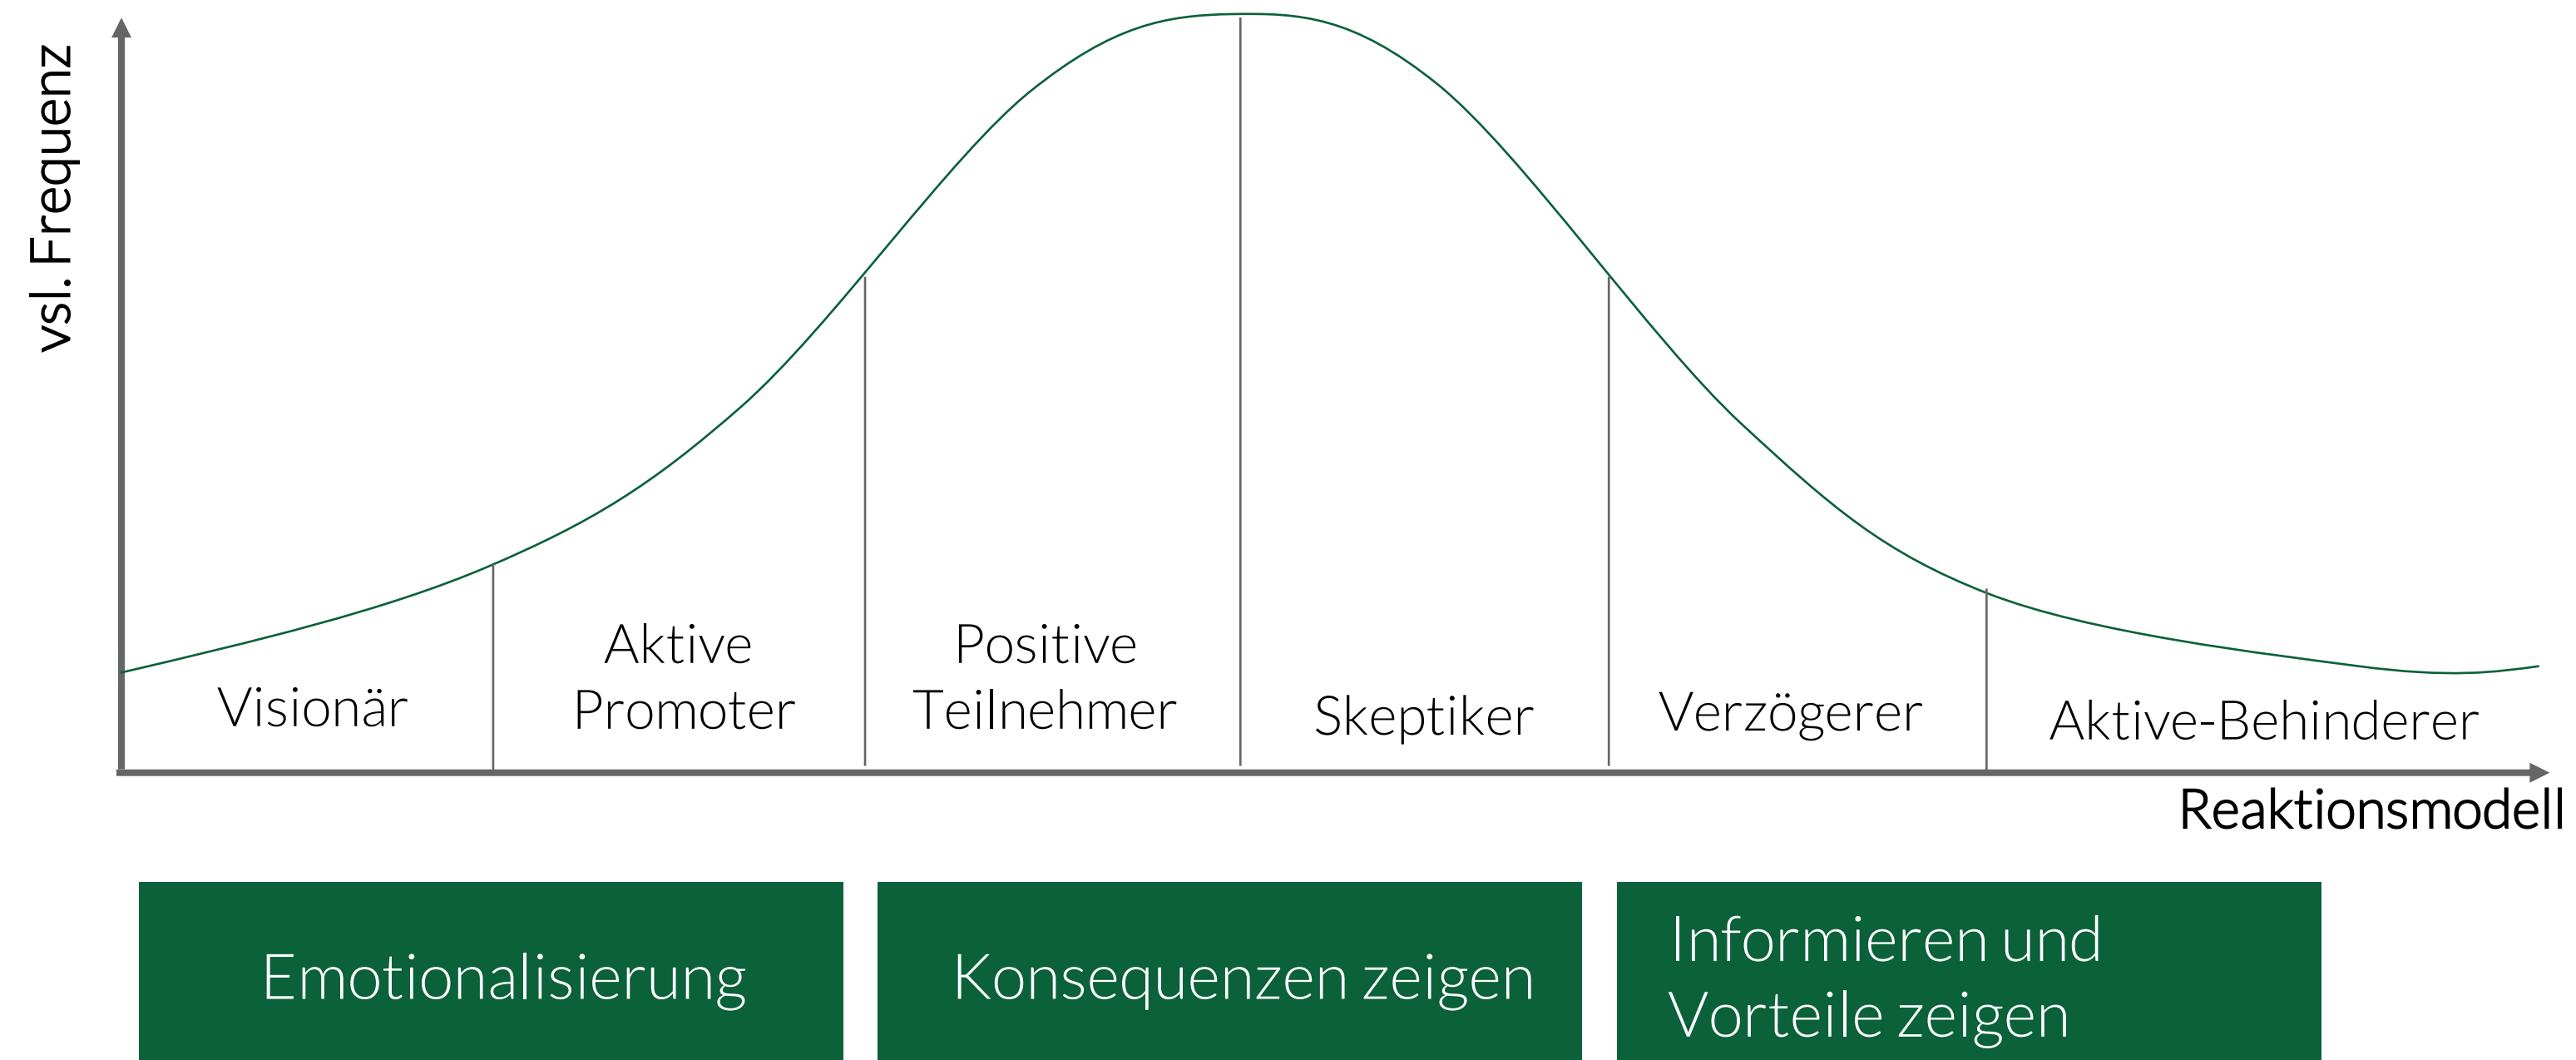 vsl. Frequenz
Visionär
Aktive
Promoter
Positive
Teilnehmer
Skeptiker
Verzögerer
Aktive-Behinderer
Reaktionsmodell
Emotionalisierung
Konsequenzen zeigen
Informieren und
Vorteile zeigen